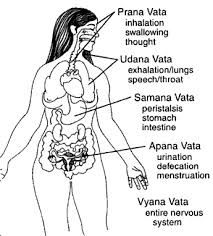 Prana Vata
inhalation
swallowing
thought
Udana Vata
exhalation/lungs
speech/throat
Samana Vata
peristalsis
stomach
intestine
Apana Vata
urination
defecation
menstruation
Vyana Vata
entire nervous
system